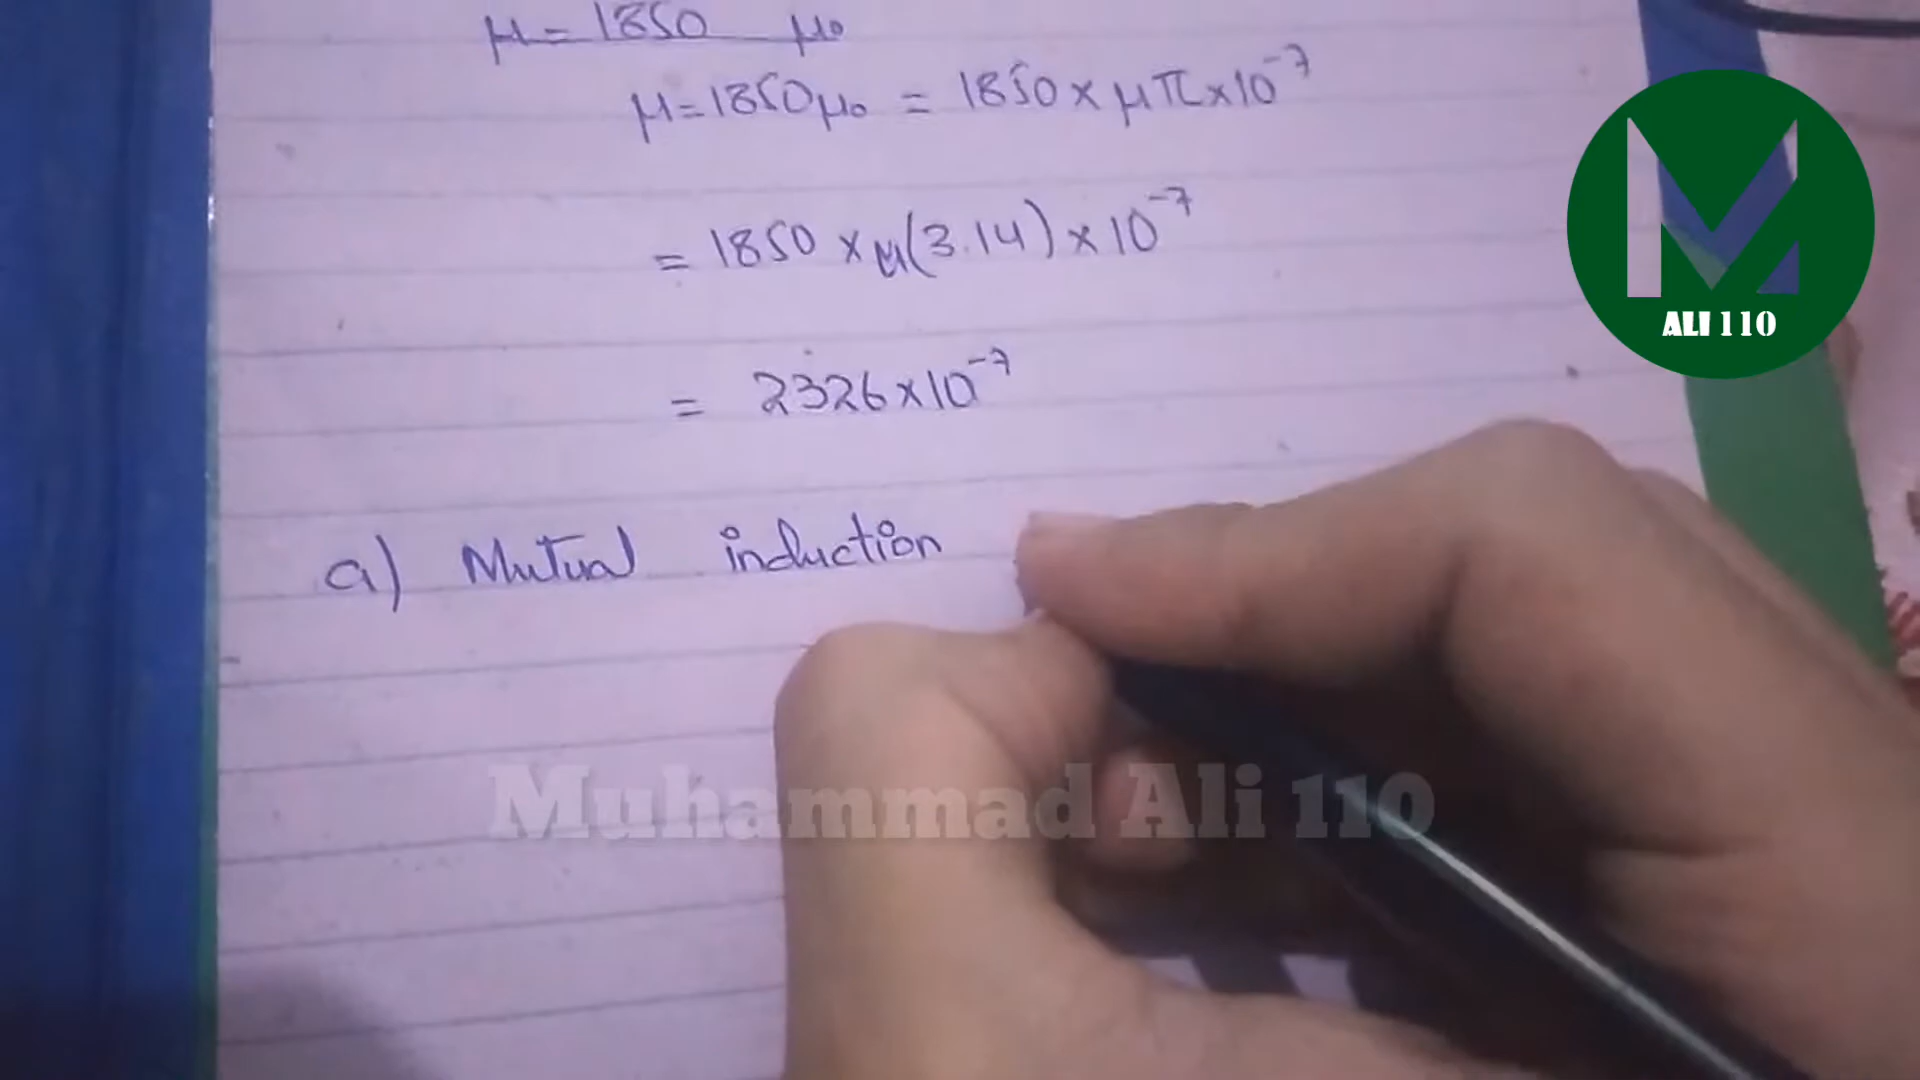 μ = 1850 μ₀
μ = 1850μ₀ = 1850 × 4π × 10⁻⁷
= 1850 × 4(3.14) × 10⁻⁷
= 2326 × 10⁻⁷
a) Mutual induction
ALI 110
Muhammad Ali 110